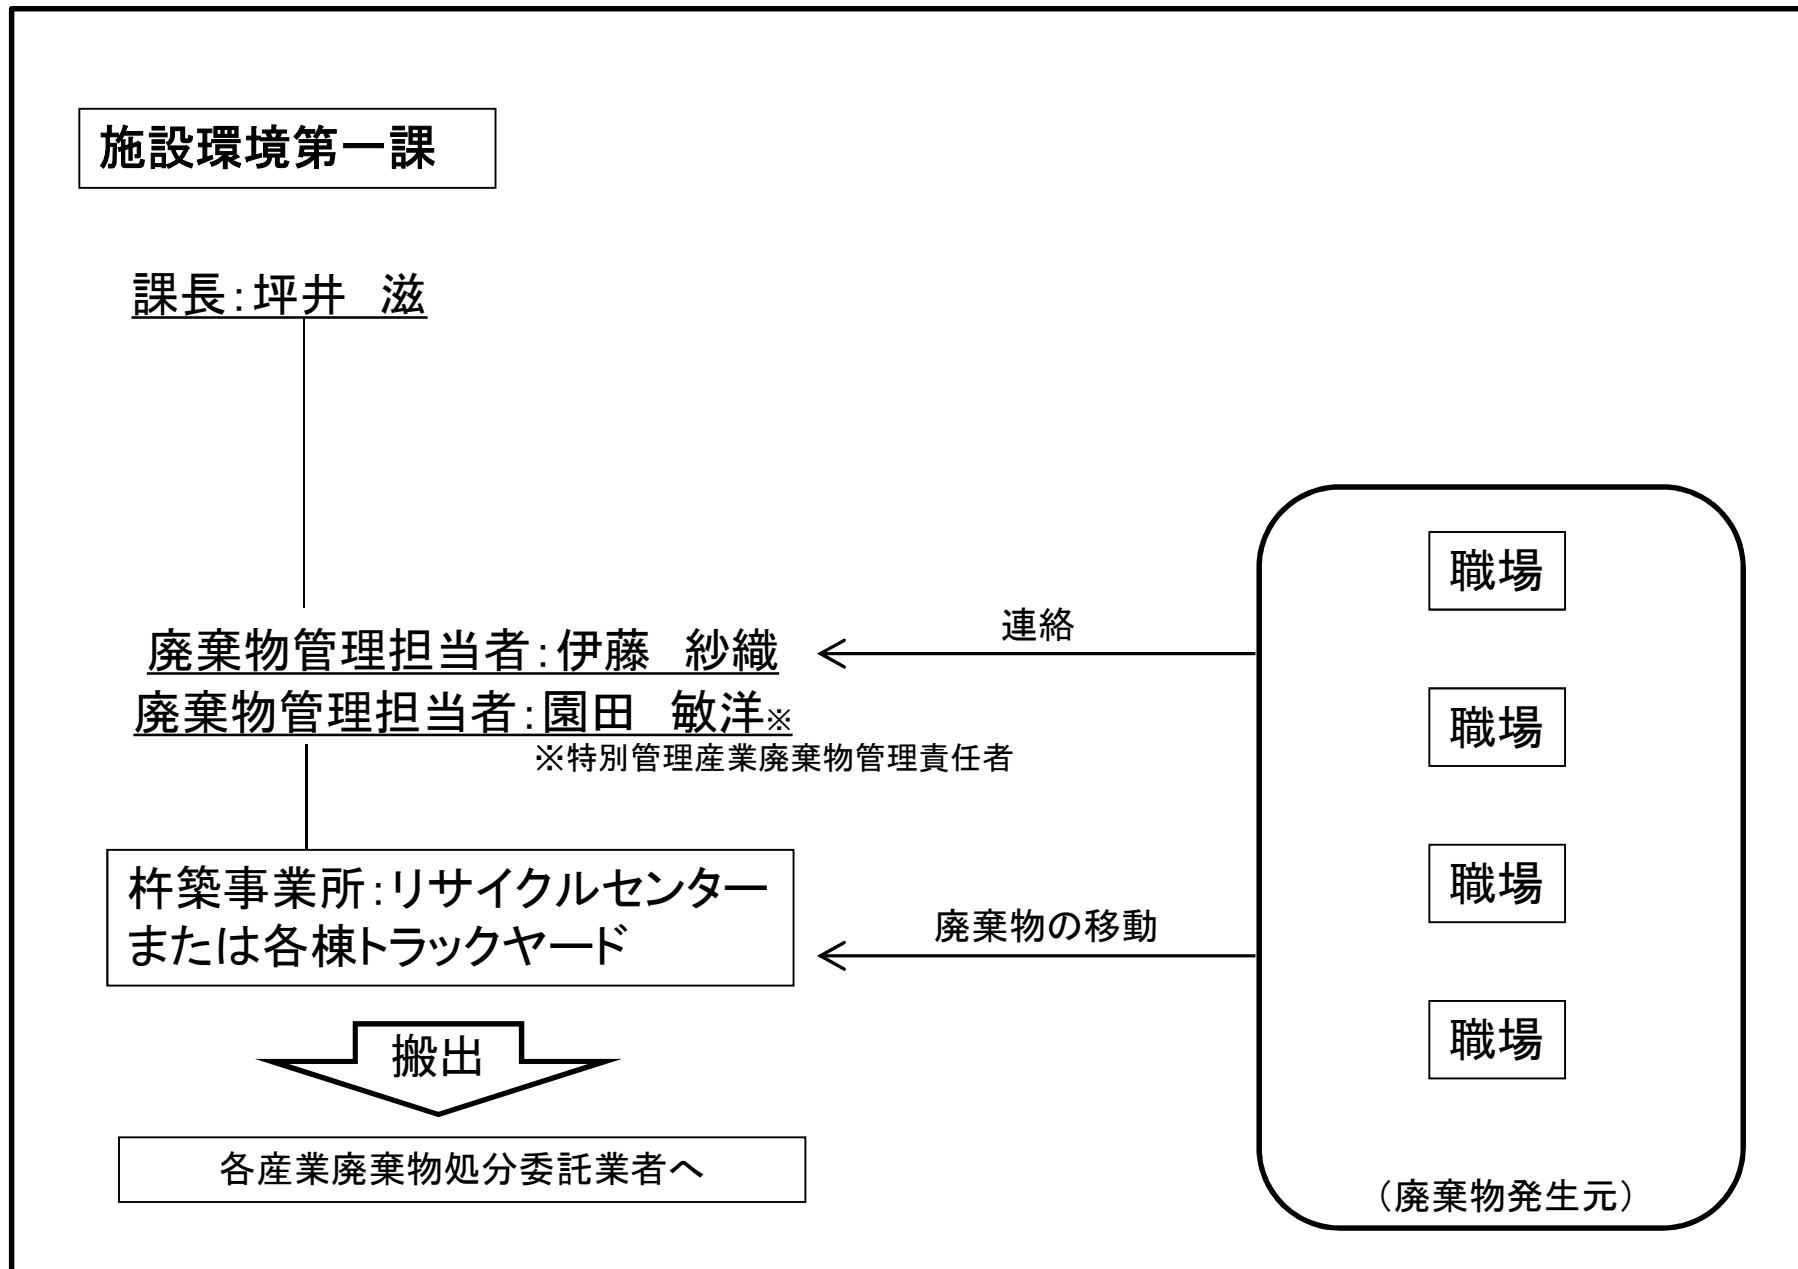 施設環境第一課
課長：坪井　滋
廃棄物管理担当者：伊藤　紗織
廃棄物管理担当者：園田　敏洋※
※特別管理産業廃棄物管理責任者
連絡
杵築事業所：リサイクルセンター
または各棟トラックヤード
廃棄物の移動
搬出
各産業廃棄物処分委託業者へ
職場
職場
職場
職場
（廃棄物発生元）